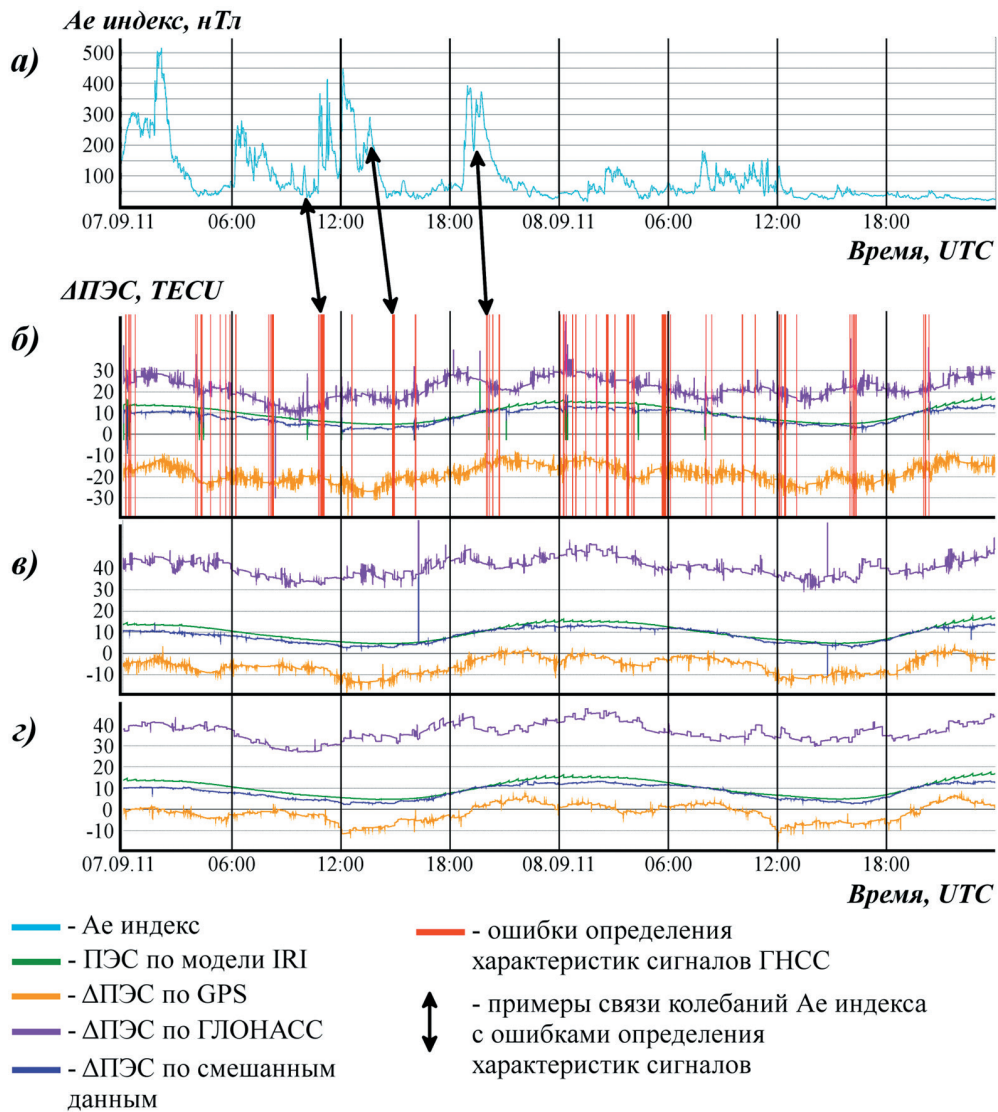 Ae индекс, нТл
а)
500
400
300
200
100
07.09.11 06:00 12:00 18:00 08.09.11 06:00 12:00 18:00
Время, UTC
ΔПЭС, TECU
б)
30
20
10
0
-10
-20
-30
в)
40
30
20
10
0
-10
г)
40
30
20
10
0
-10
07.09.11 06:00 12:00 18:00 08.09.11 06:00 12:00 18:00
Время, UTC
- Ae индекс
- ПЭС по модели IRI
- ΔПЭС по GPS
- ΔПЭС по ГЛОНАСС
- ΔПЭС по смешанным
данным
- ошибки определения
характеристик сигналов ГНСС
- примеры связи колебаний Ae индекса
с ошибками определения
характеристик сигналов